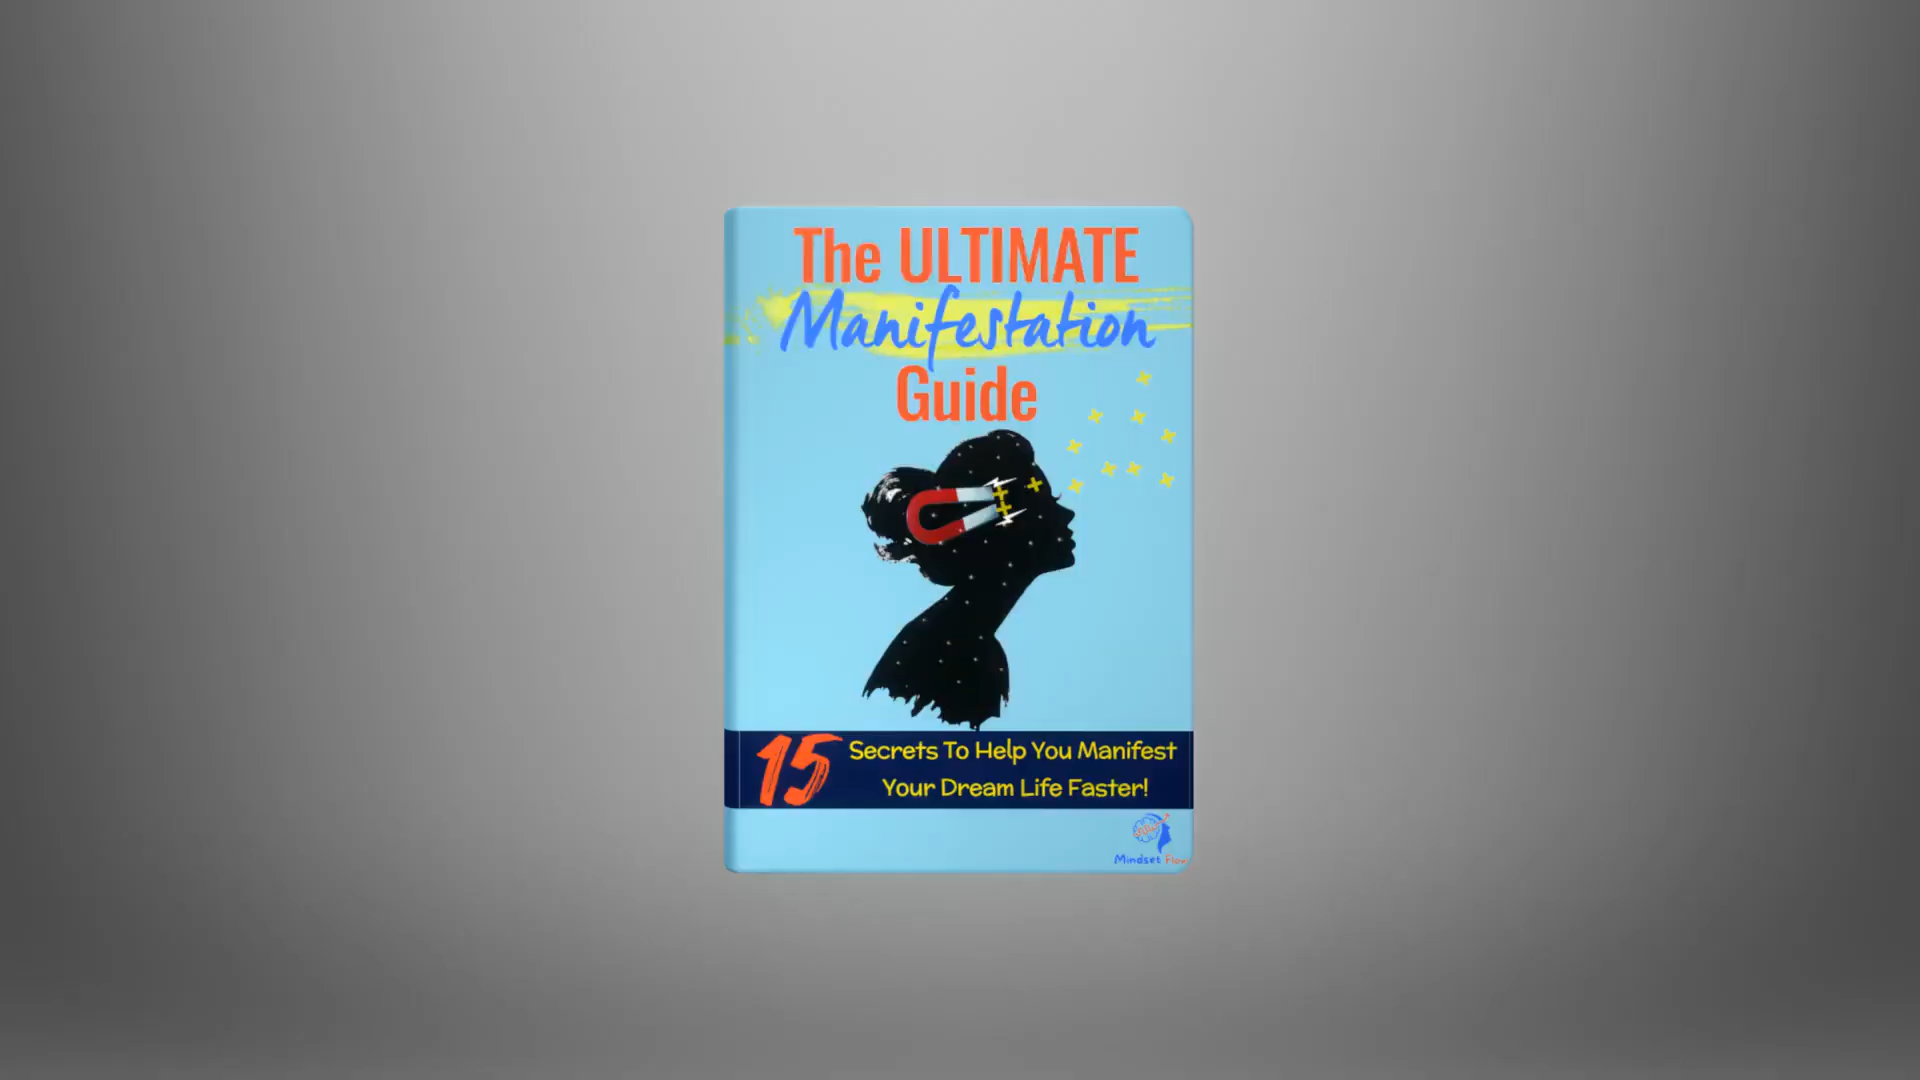 The ULTIMATE
Manifestation
Guide
15 Secrets To Help You Manifest
Your Dream Life Faster!
Mindset Flow